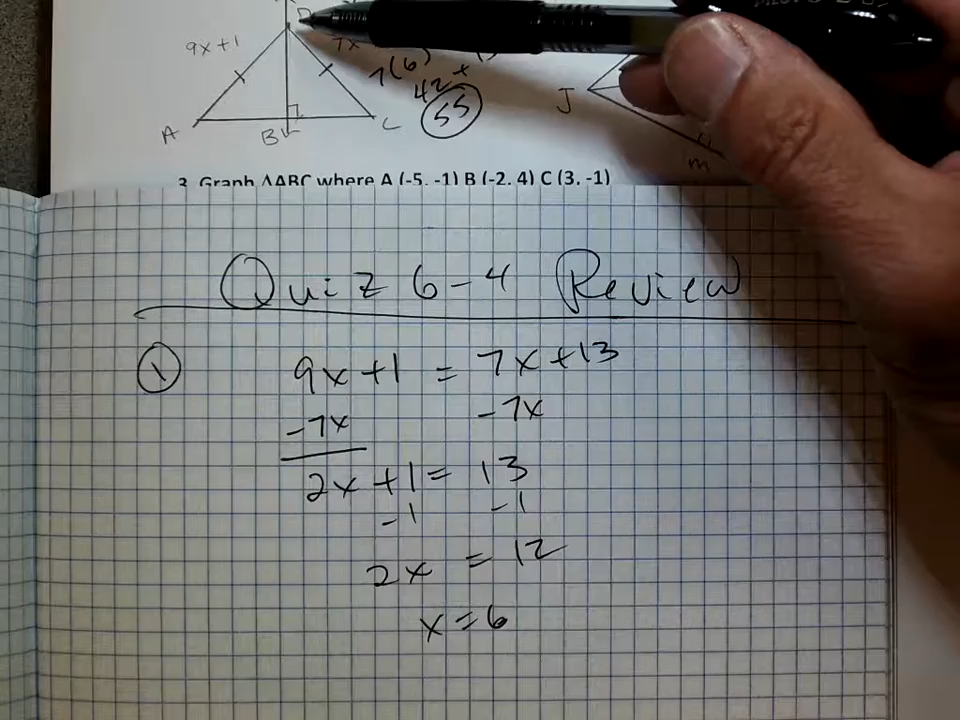 D
9x+1
7x
7(6)
42+13
55
A
B
C
J
m
3. Graph ΔABC where A (-5, -1) B (-2, 4) C (3, -1)
Quiz 6-4 Review
1
9x+1 = 7x+13
-7x -7x
2x+1= 13
-1 -1
2x = 12
x=6